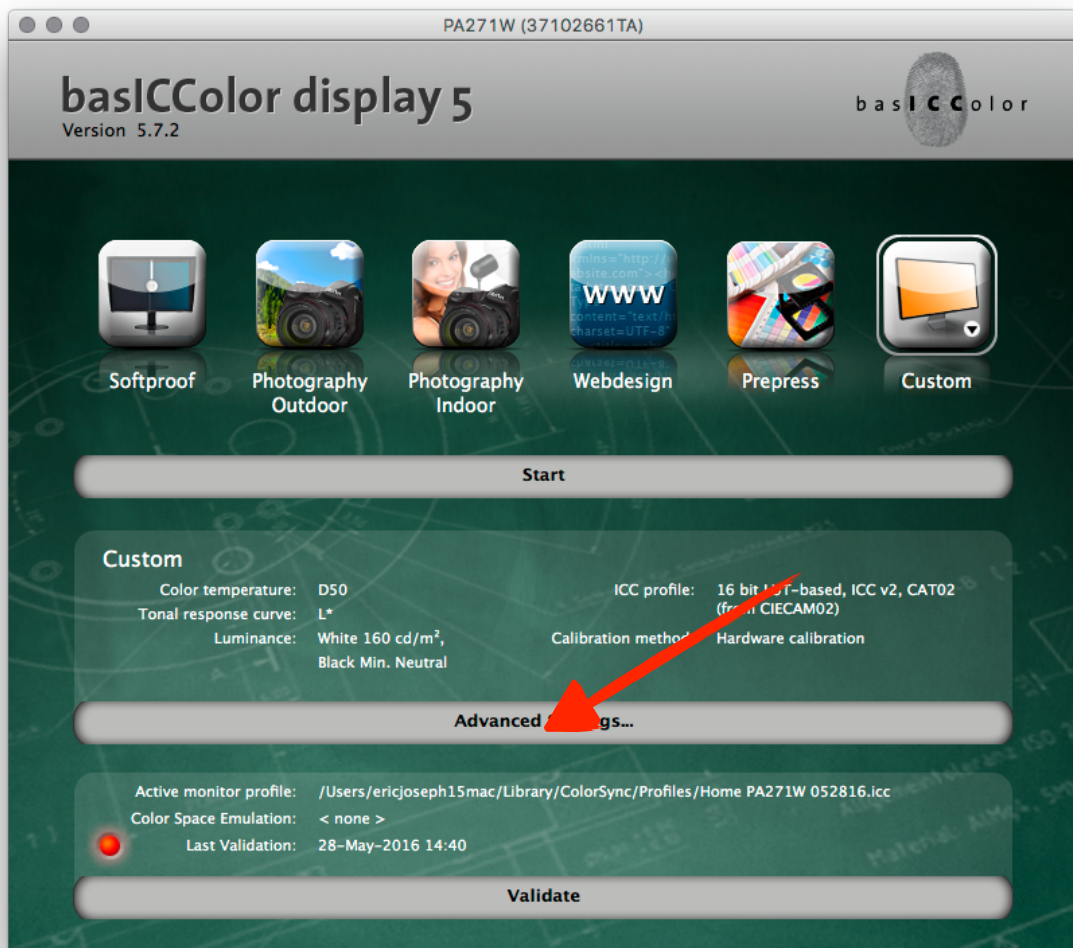 PA271W (37102661TA)
basICColor display 5
Version 5.7.2
basICColor
WWW
Softproof
Photography
Outdoor
Photography
Indoor
Webdesign
Prepress
Custom
Start
Custom
Color temperature: D50
Tonal response curve: L*
Luminance: White 160 cd/m²,
Black Min. Neutral
ICC profile: 16 bit -based, ICC v2, CAT02
CIECAM02)
Calibration method Hardware calibration
Advanced
Active monitor profile: /Users/ericjoseph15mac/Library/ColorSync/Profiles/Home PA271W 052816.icc
Color Space Emulation: < none >
Last Validation: 28-May-2016 14:40
Validate